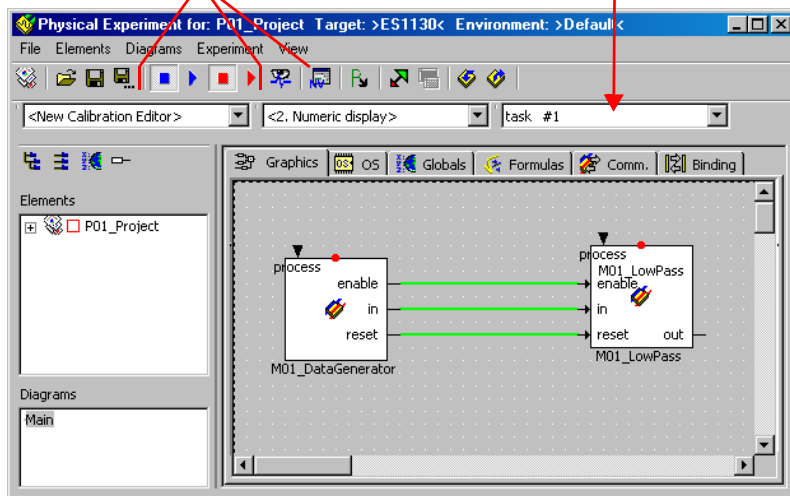 Physical Experiment for: P01_Project Target: >ES1130< Environment: >Default<
File Elements Diagrams Experiment View
<New Calibration Editor> <2. Numeric display> task #1
Graphics OS Globals Formulas Comm. Binding
Elements
P01_Project
process
enable
in
reset
M01_DataGenerator
process
M01_LowPass
enable
in
reset out
M01_LowPass
Diagrams
Main